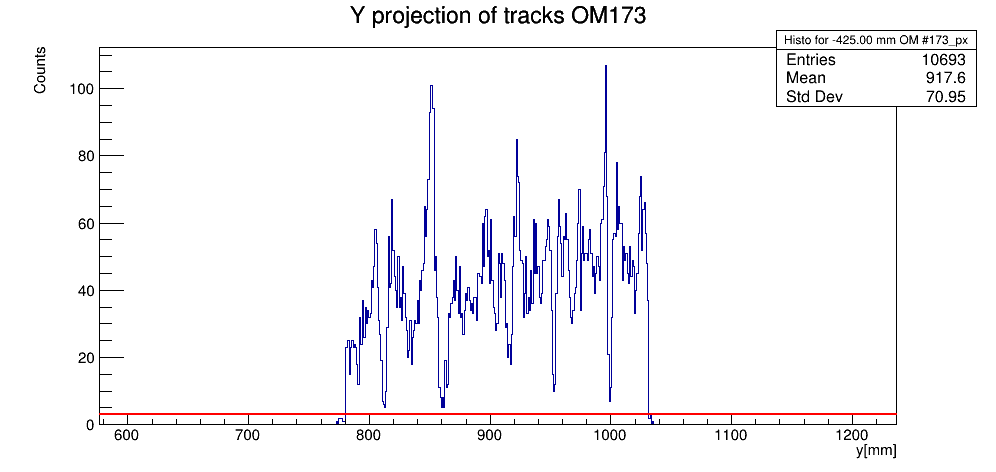 Y projection of tracks OM173
Histo for -425.00 mm OM #173_px
Entries 10693
Mean 917.6
Std Dev 70.95
Counts
100
80
60
40
20
0
600 700 800 900 1000 1100 1200
y[mm]